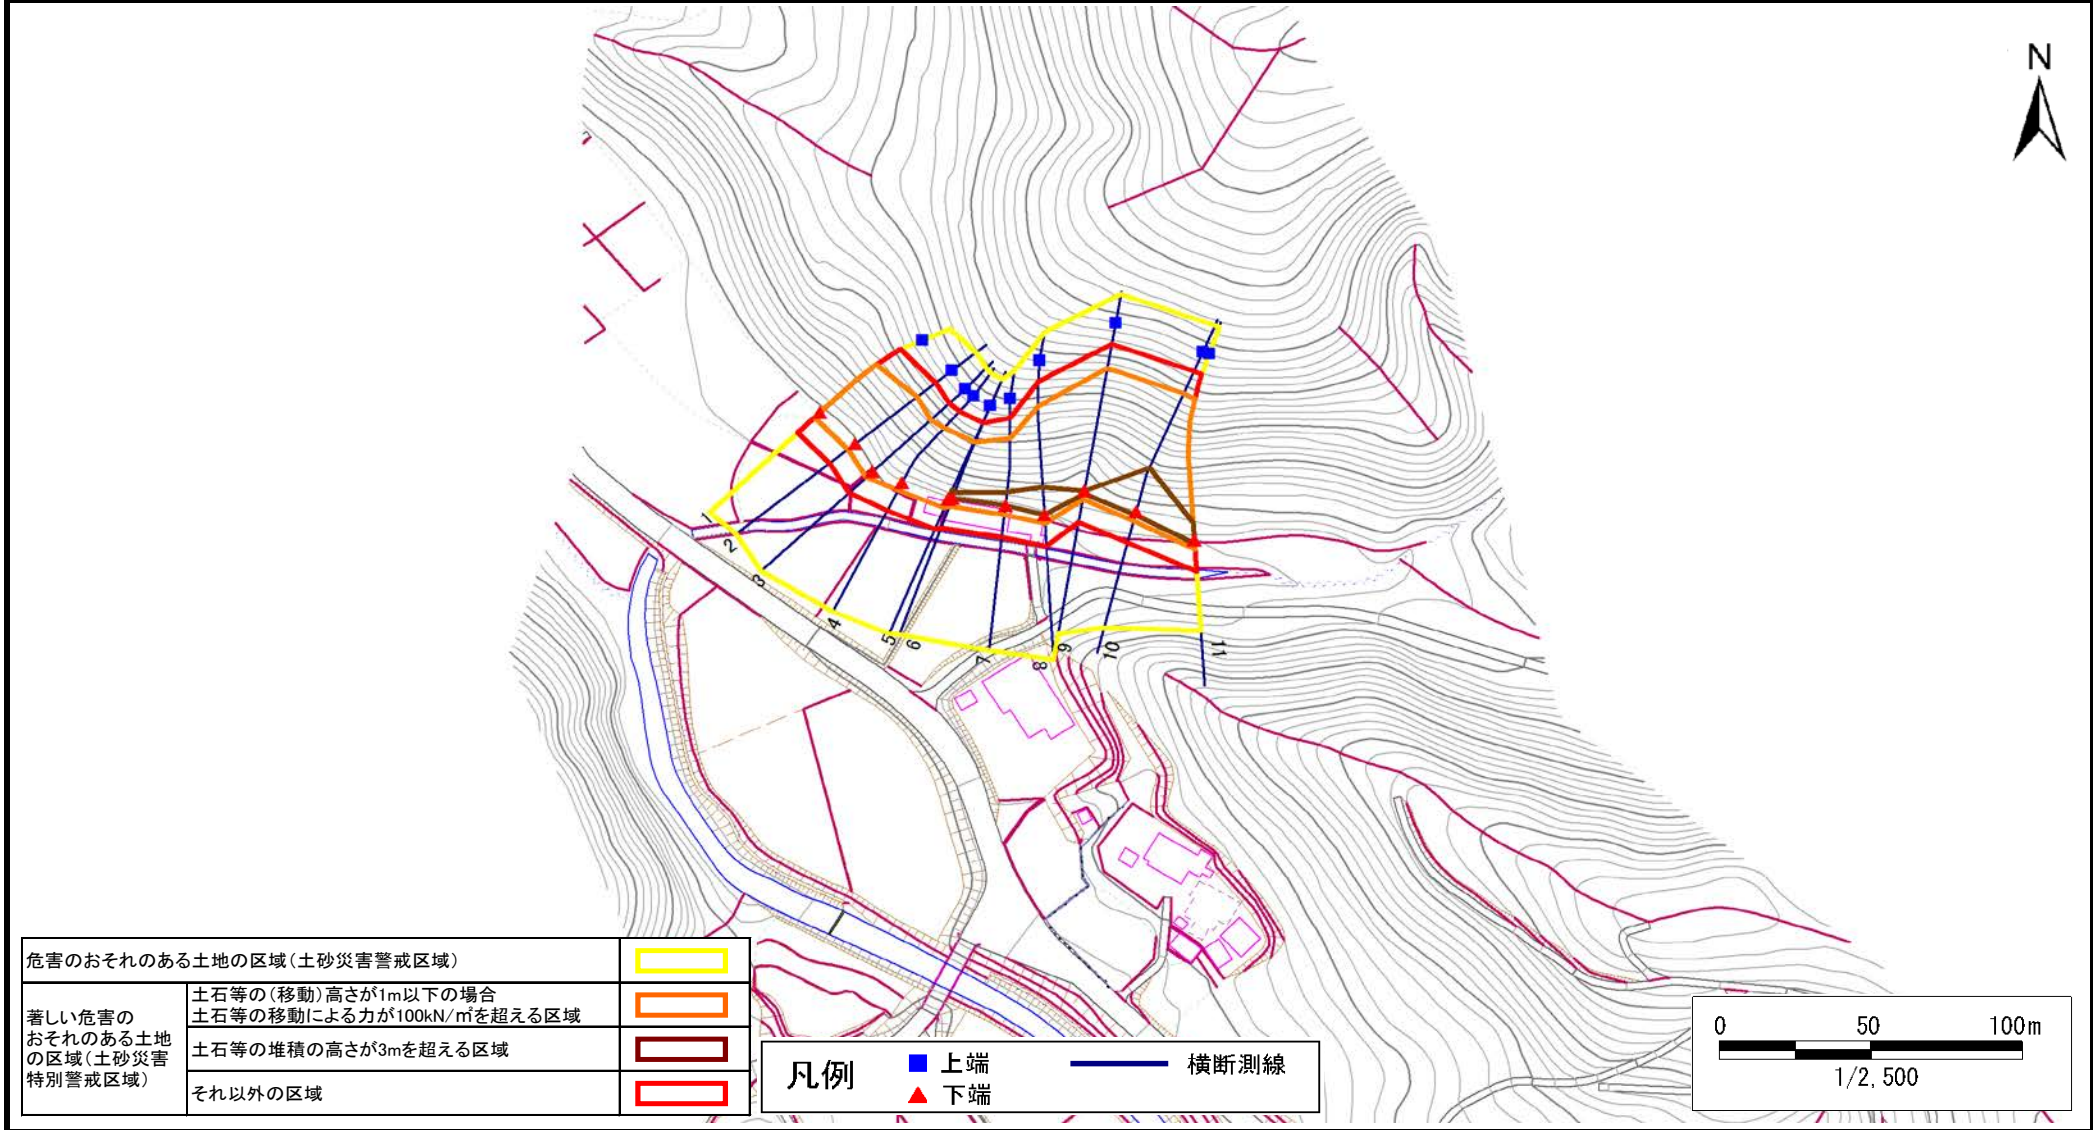 N
1
2
3
4
5
6
7
8
9
10
11
危害のおそれのある土地の区域(土砂災害警戒区域)
著しい危害の
おそれのある土地
の区域(土砂災害
特別警戒区域)
土石等の(移動)高さが1m以下の場合
土石等の移動による力が100kN/㎡を超える区域
土石等の堆積の高さが3mを超える区域
それ以外の区域
凡例
上端
下端
横断測線
0 50 100m
1/2,500